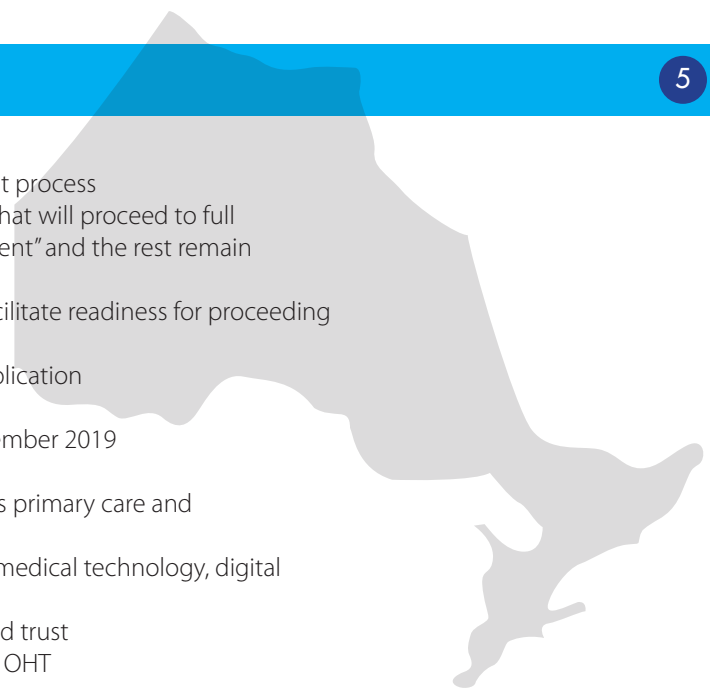 5
t process
hat will proceed to full
ent” and the rest remain
cilitate readiness for proceeding
plication
ember 2019
s primary care and
medical technology, digital
d trust
OHT